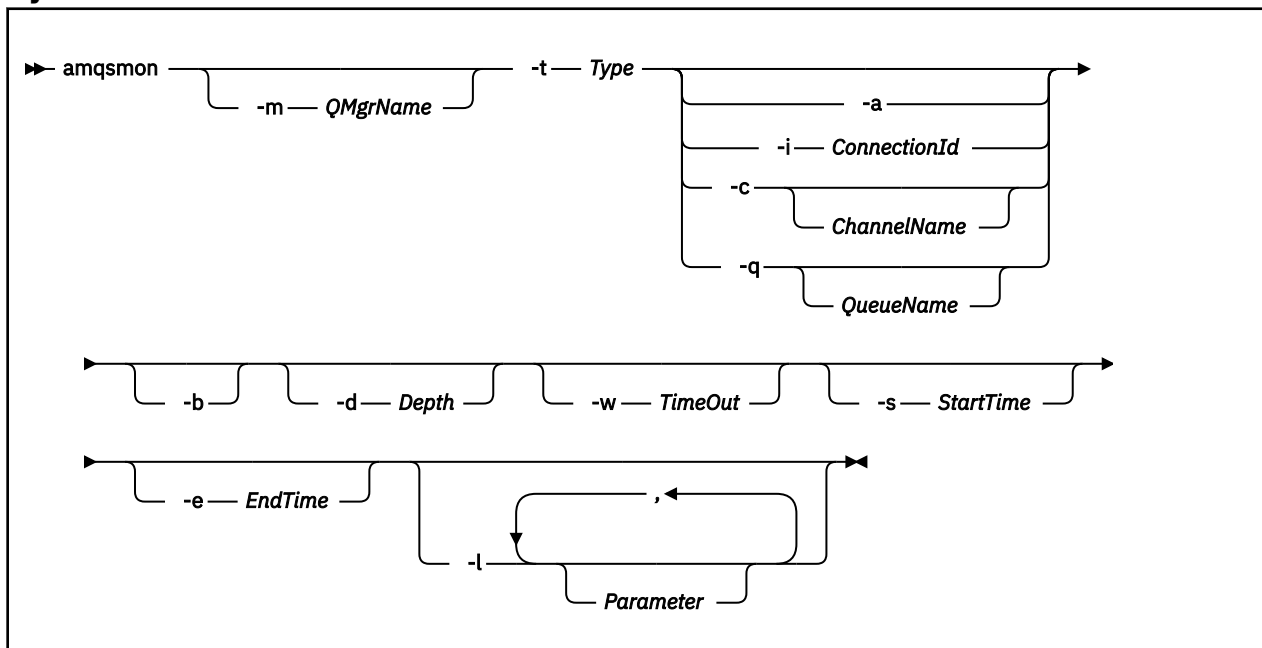 amqsmon -m QMgrName -t Type
-a
-i ConnectionId
-c ChannelName
-q QueueName
-b -d Depth -w TimeOut -s StartTime
-e EndTime -l , Parameter